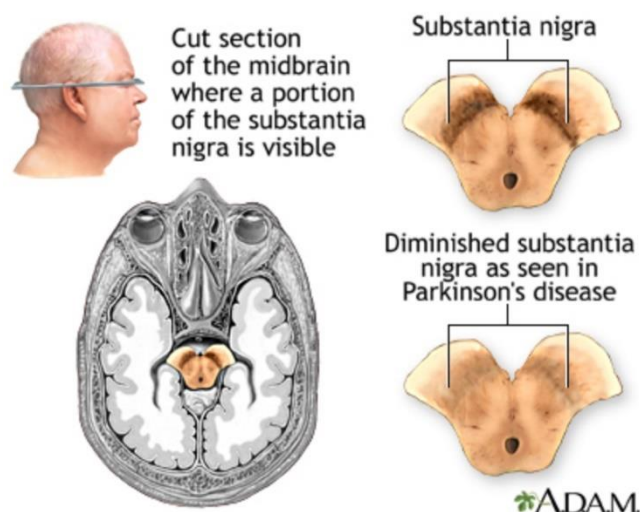 Cut section
of the midbrain
where a portion
of the substantia
nigra is visible
Substantia nigra
Diminished substantia
nigra as seen in
Parkinson's disease
A.D.A.M.